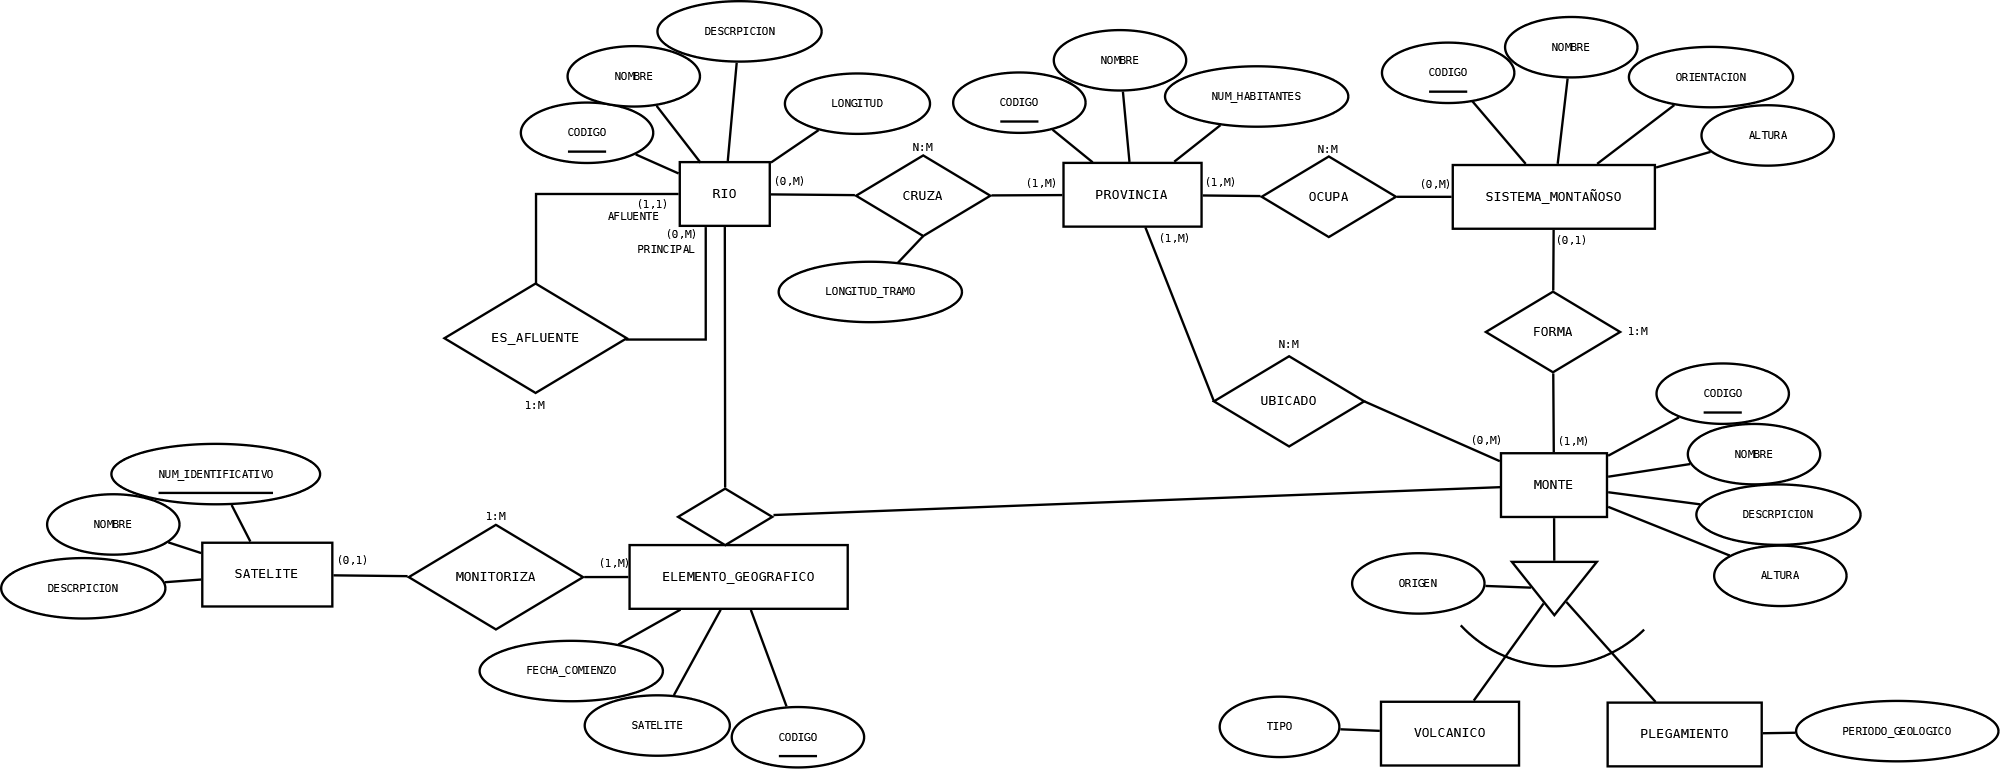 DESCRPICION
NOMBRE
LONGITUD
CODIGO
RIO
NOMBRE
CODIGO
NUM_HABITANTES
PROVINCIA
NOMBRE
CODIGO
ORIENTACION
ALTURA
SISTEMA_MONTAÑOSO
N:M
(0,M)
CRUZA
(1,M)
LONGITUD_TRAMO
N:M
(1,M)
OCUPA
(0,M)
(1,1)
AFLUENTE
(0,M)
PRINCIPAL
ES_AFLUENTE
1:M
(1,M)
N:M
UBICADO
(0,M)
(0,1)
FORMA
1:M
(1,M)
CODIGO
NOMBRE
DESCRPICION
ALTURA
MONTE
NUM_IDENTIFICATIVO
NOMBRE
DESCRPICION
SATELITE
(0,1)
1:M
MONITORIZA
(1,M)
ELEMENTO_GEOGRAFICO
FECHA_COMIENZO
SATELITE
CODIGO
ORIGEN
TIPO
VOLCANICO
PLEGAMIENTO
PERIODO_GEOLOGICO